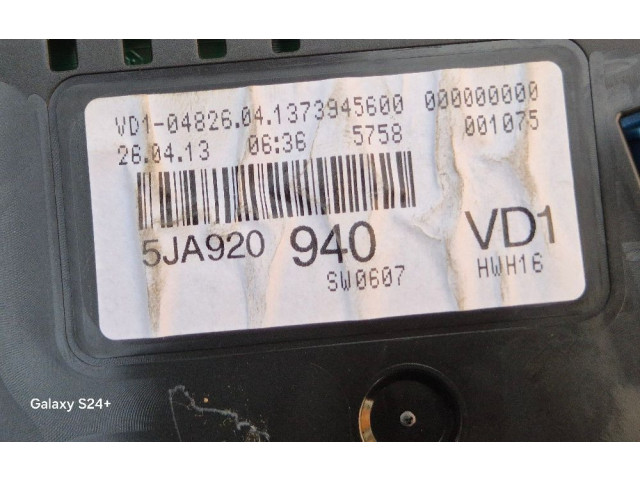 VD1-04826.04.1373945600 000000000
26.04.13 06:36 5758 001075
5JA920 940 VD1
SW0607 HWH16
Galaxy S24+